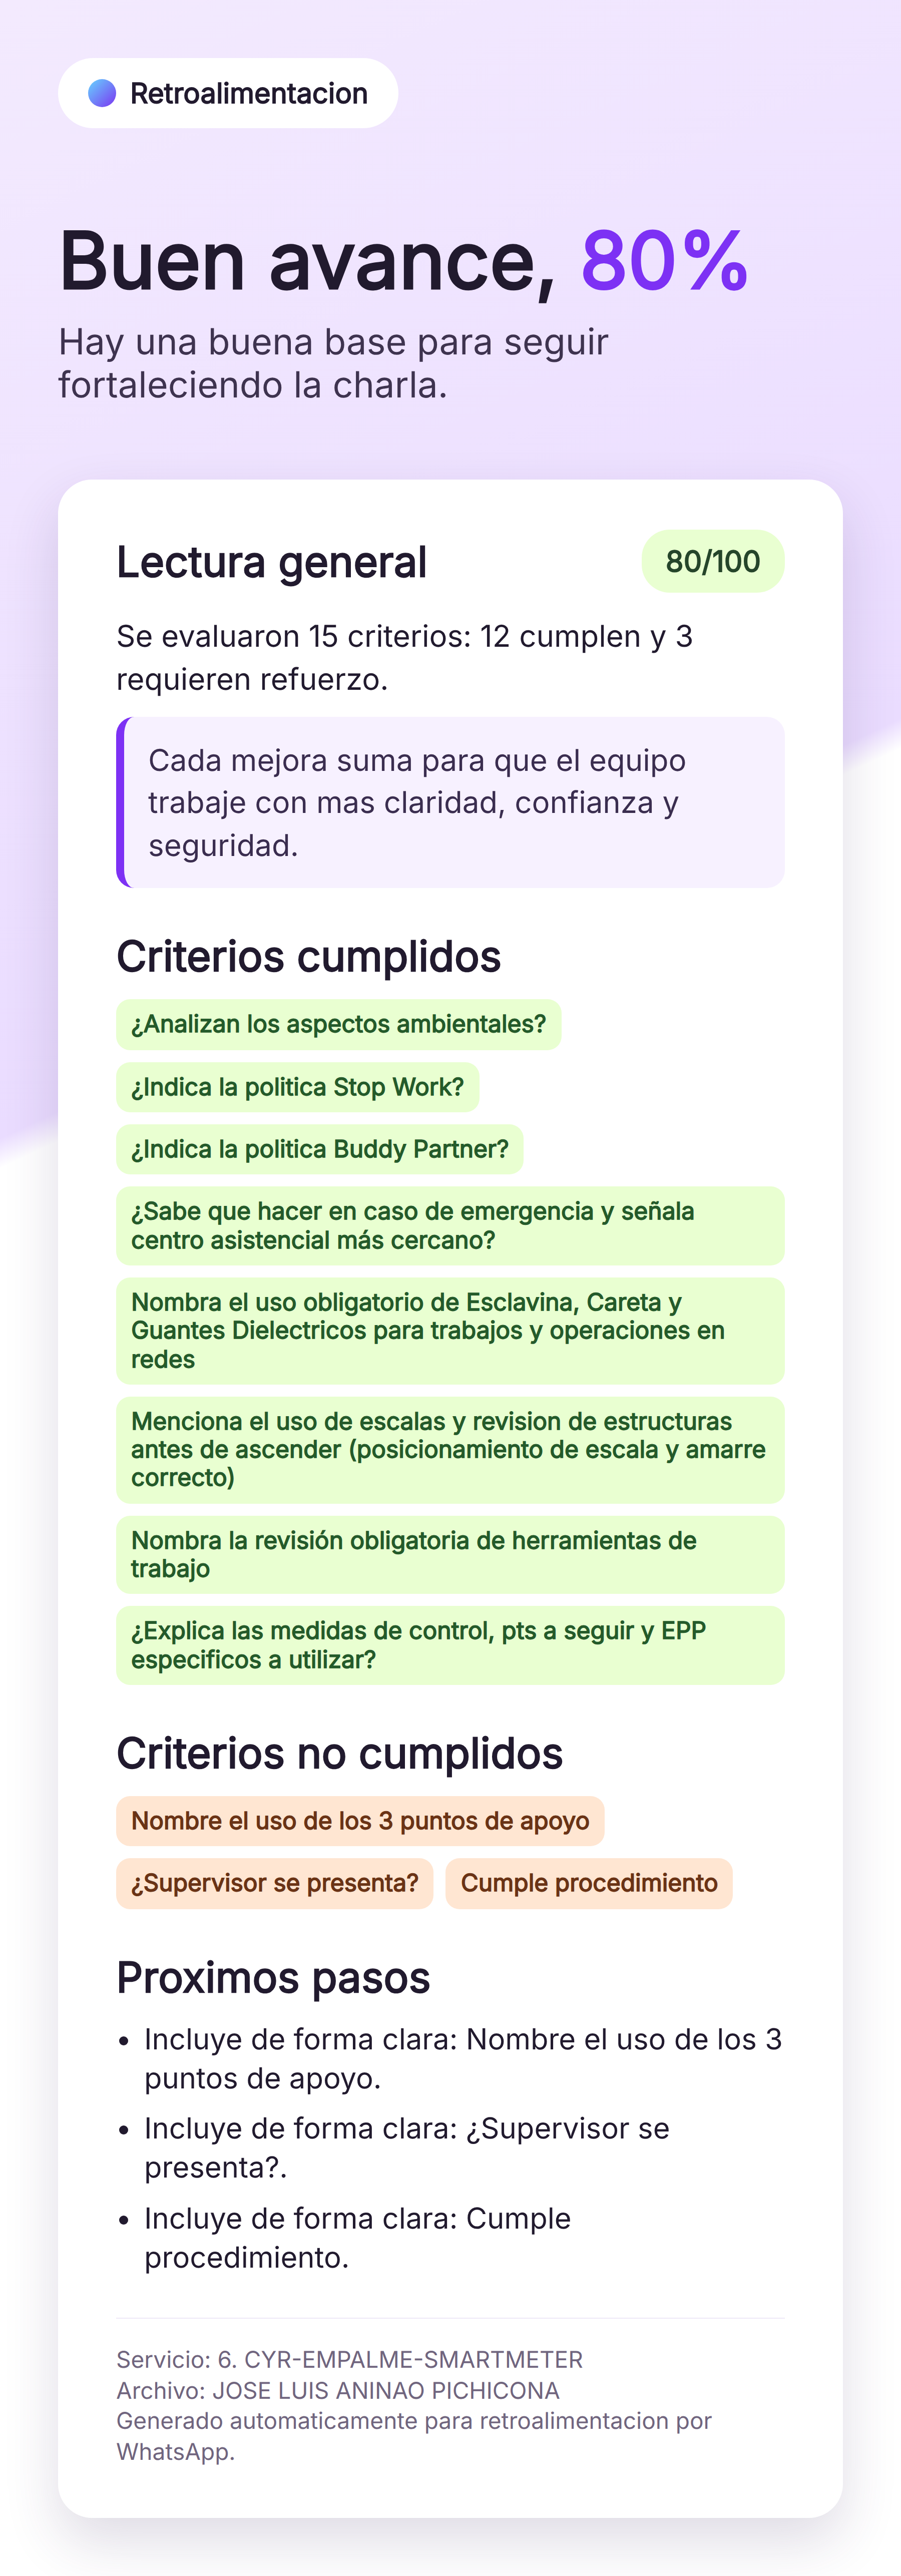 Retroalimentacion
Buen avance, 80%
Hay una buena base para seguir
fortaleciendo la charla.
Lectura general
80/100
Se evaluaron 15 criterios: 12 cumplen y 3
requieren refuerzo.
Cada mejora suma para que el equipo
trabaje con mas claridad, confianza y
seguridad.
Criterios cumplidos
¿Analizan los aspectos ambientales?
¿Indica la politica Stop Work?
¿Indica la politica Buddy Partner?
¿Sabe que hacer en caso de emergencia y señala
centro asistencial más cercano?
Nombra el uso obligatorio de Esclavina, Careta y
Guantes Dielectricos para trabajos y operaciones en
redes
Menciona el uso de escalas y revision de estructuras
antes de ascender (posicionamiento de escala y amarre
correcto)
Nombra la revisión obligatoria de herramientas de
trabajo
¿Explica las medidas de control, pts a seguir y EPP
especificos a utilizar?
Criterios no cumplidos
Nombre el uso de los 3 puntos de apoyo
¿Supervisor se presenta?
Cumple procedimiento
Proximos pasos
• Incluye de forma clara: Nombre el uso de los 3
puntos de apoyo.
• Incluye de forma clara: ¿Supervisor se
presenta?.
• Incluye de forma clara: Cumple
procedimiento.
Servicio: 6. CYR-EMPALME-SMARTMETER
Archivo: JOSE LUIS ANINAO PICHICONA
Generado automaticamente para retroalimentacion por
WhatsApp.